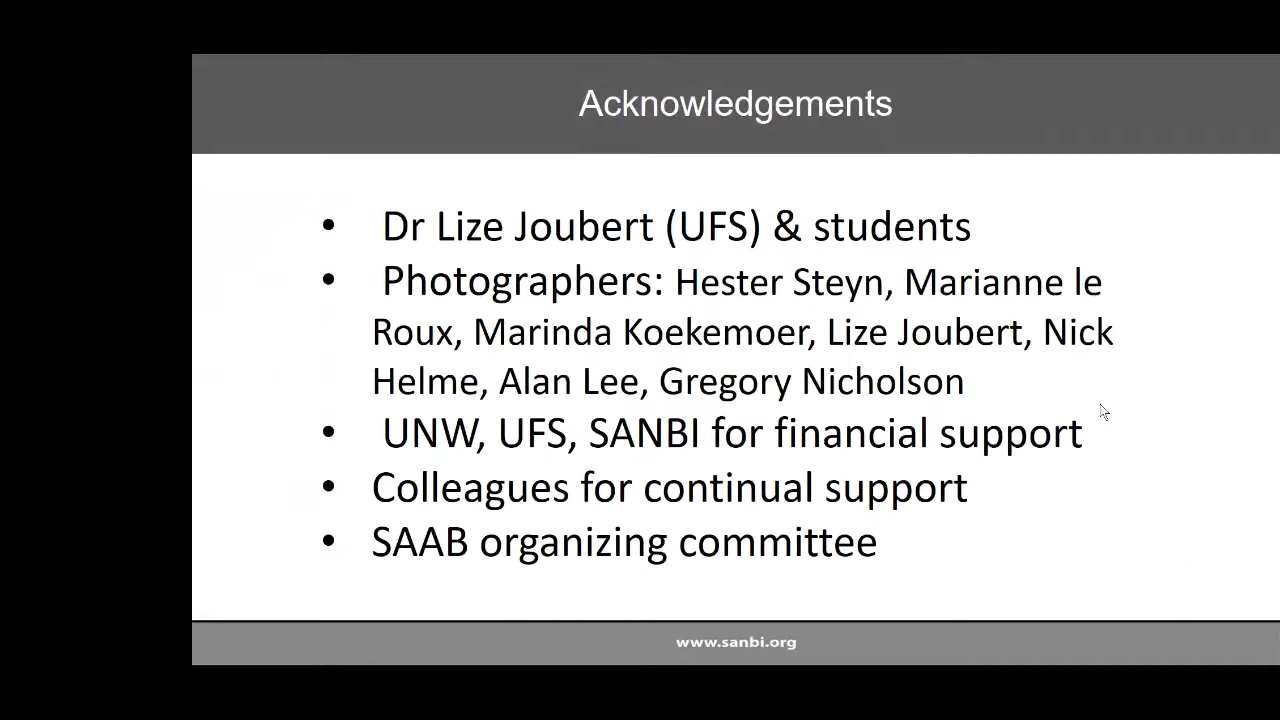 Acknowledgements
• Dr Lize Joubert (UFS) & students
• Photographers: Hester Steyn, Marianne le
Roux, Marinda Koekemoer, Lize Joubert, Nick
Helme, Alan Lee, Gregory Nicholson
• UNW, UFS, SANBI for financial support
• Colleagues for continual support
• SAAB organizing committee
www.sanbi.org